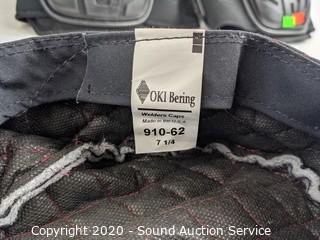 OKI Bering
Welders Caps
Made in the U.S.A
910-62
7 1/4
Copyright 2020 - Sound Auction Service